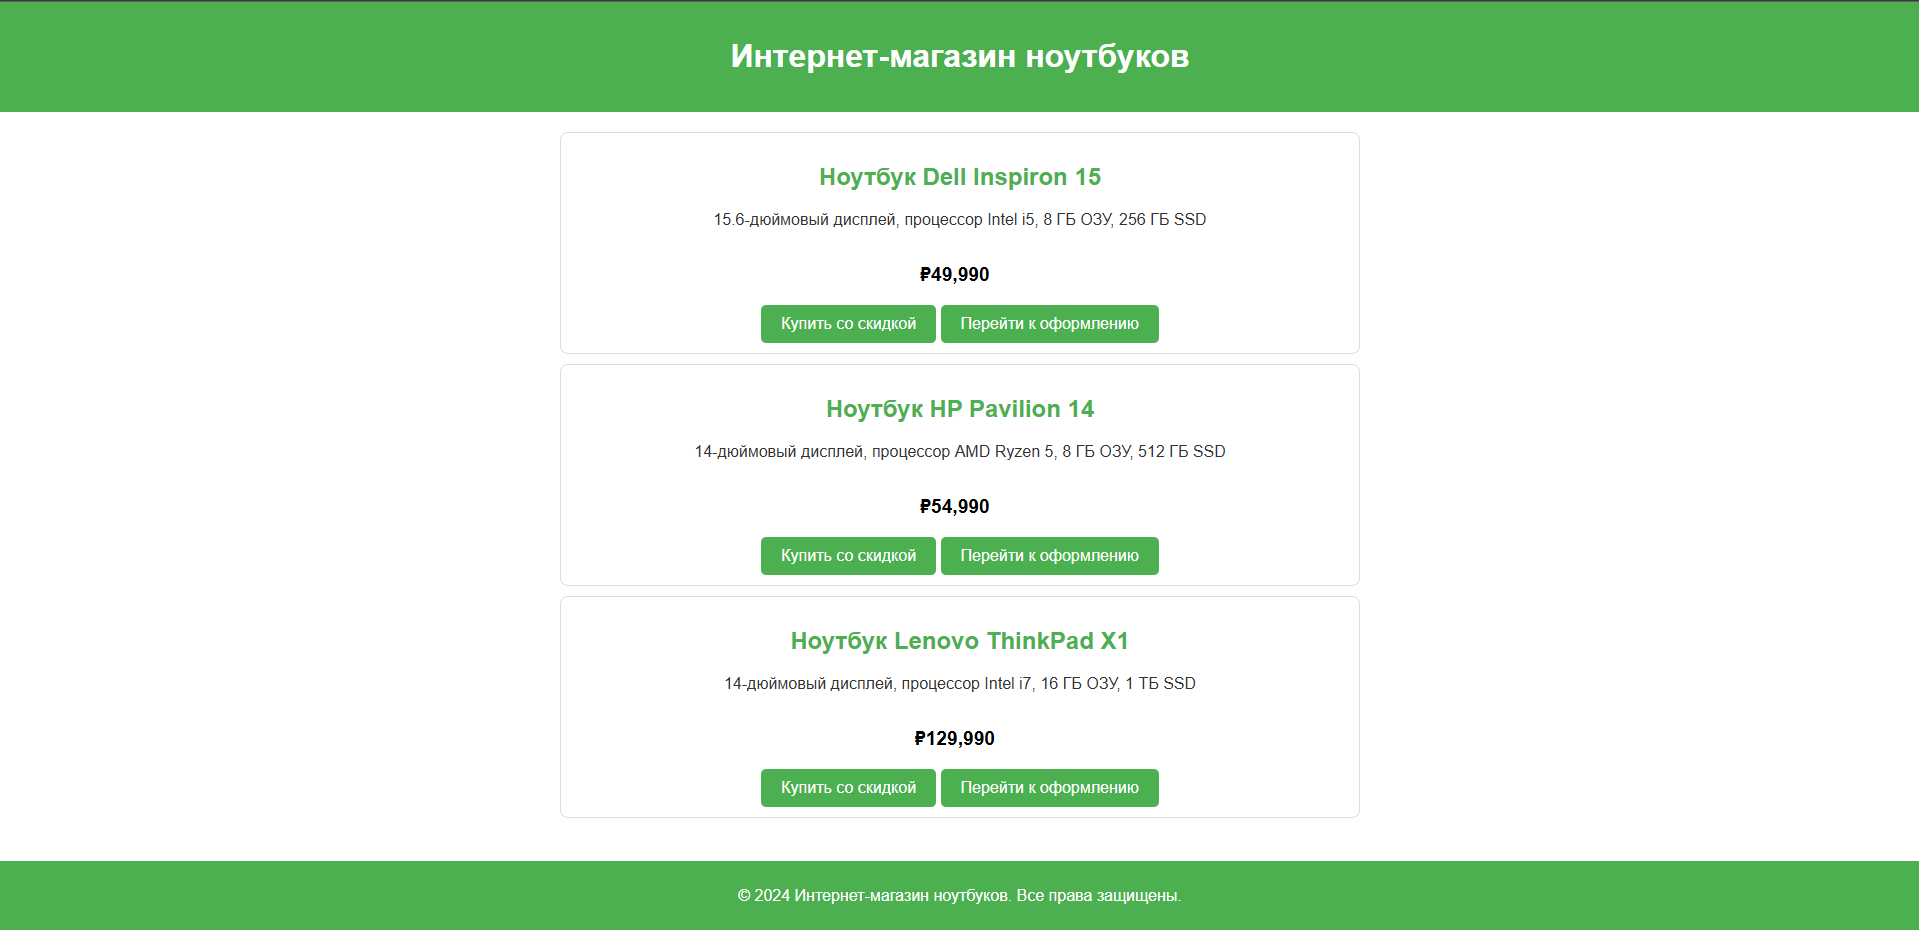 Интернет-магазин ноутбуков
Ноутбук Dell Inspiron 15
15.6-дюймовый дисплей, процессор Intel i5, 8 ГБ ОЗУ, 256 ГБ SSD
₽49,990
Купить со скидкой Перейти к оформлению
Ноутбук HP Pavilion 14
14-дюймовый дисплей, процессор AMD Ryzen 5, 8 ГБ ОЗУ, 512 ГБ SSD
₽54,990
Купить со скидкой Перейти к оформлению
Ноутбук Lenovo ThinkPad X1
14-дюймовый дисплей, процессор Intel i7, 16 ГБ ОЗУ, 1 ТБ SSD
₽129,990
Купить со скидкой Перейти к оформлению
© 2024 Интернет-магазин ноутбуков. Все права защищены.